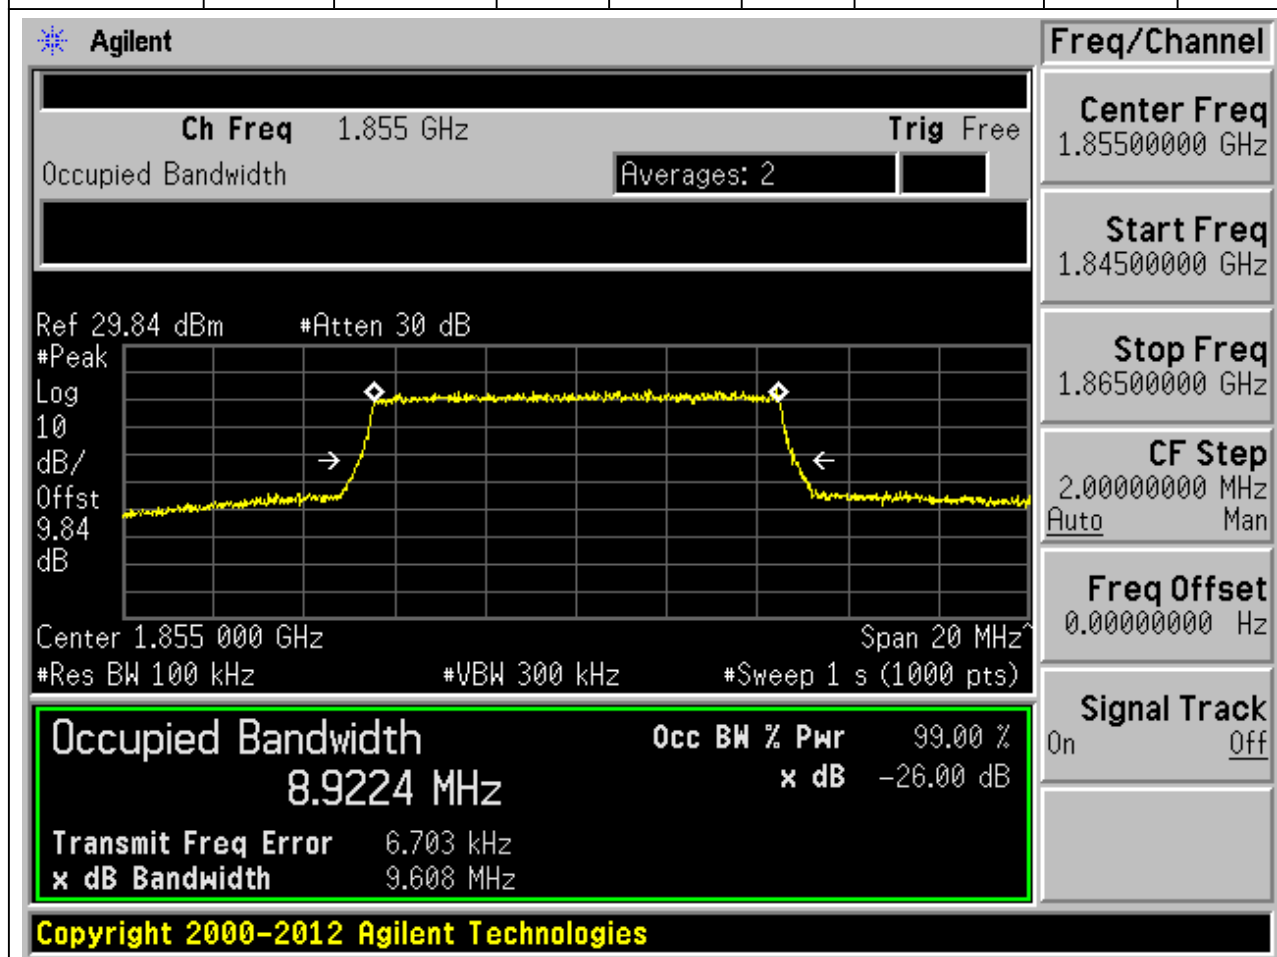 Agilent
Freq/Channel
Ch Freq 1.855 GHz Trig Free
Occupied Bandwidth Averages: 2
Center Freq
1.85500000 GHz
Start Freq
1.84500000 GHz
Stop Freq
1.86500000 GHz
CF Step
2.00000000 MHz
Auto Man
Freq Offset
0.00000000 Hz
Signal Track
On Off
Ref 29.84 dBm #Atten 30 dB
#Peak
Log
10
dB/
Offst
9.84
dB
Center 1.855 000 GHz Span 20 MHz^
#Res BW 100 kHz #VBW 300 kHz #Sweep 1 s (1000 pts)
Occupied Bandwidth Occ BW % Pwr 99.00 %
8.9224 MHz x dB -26.00 dB
Transmit Freq Error 6.703 kHz
x dB Bandwidth 9.608 MHz
Copyright 2000-2012 Agilent Technologies